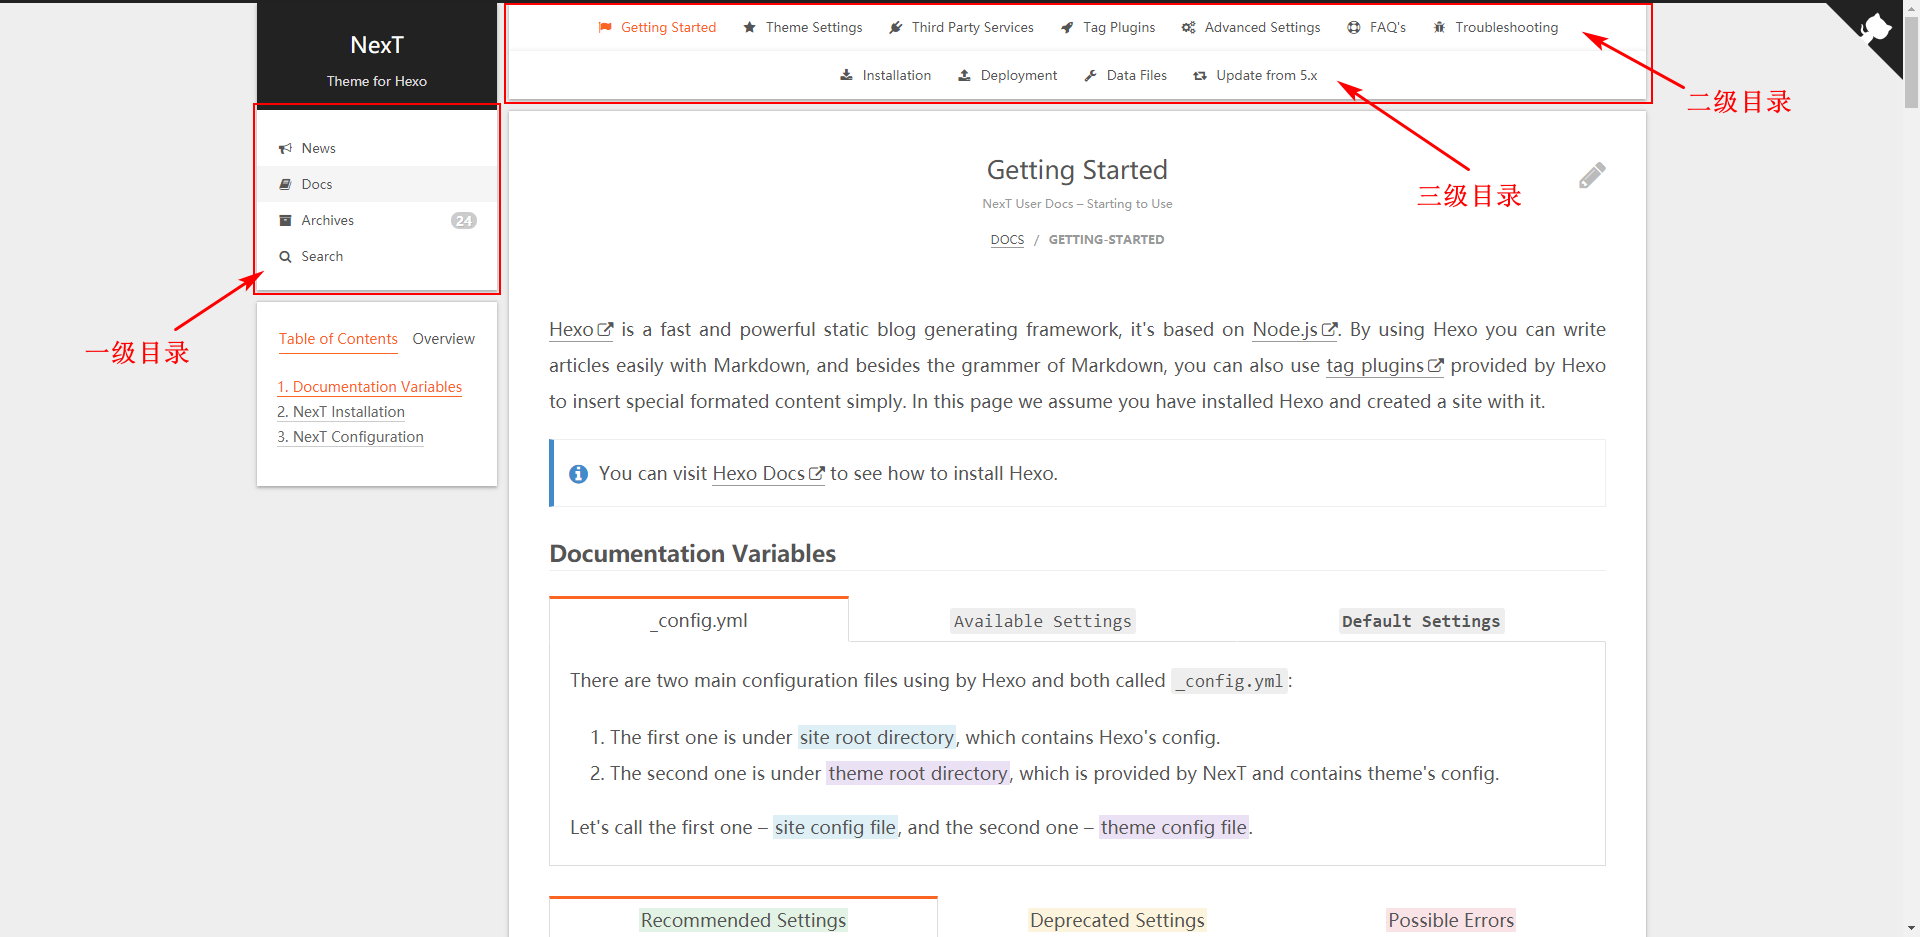 NexT
Theme for Hexo
News
Docs
Archives 24
Search
一级目录
Table of Contents Overview
1. Documentation Variables
2. NexT Installation
3. NexT Configuration
Getting Started Theme Settings Third Party Services Tag Plugins Advanced Settings FAQ's Troubleshooting
Installation Deployment Data Files Update from 5.x
二级目录
三级目录
Getting Started
NexT User Docs – Starting to Use
DOCS / GETTING-STARTED
Hexo is a fast and powerful static blog generating framework, it's based on Node.js. By using Hexo you can write
articles easily with Markdown, and besides the grammer of Markdown, you can also use tag plugins provided by Hexo
to insert special formated content simply. In this page we assume you have installed Hexo and created a site with it.
You can visit Hexo Docs to see how to install Hexo.
Documentation Variables
_config.yml Available Settings Default Settings
There are two main configuration files using by Hexo and both called _config.yml:
1. The first one is under site root directory, which contains Hexo's config.
2. The second one is under theme root directory, which is provided by NexT and contains theme's config.
Let's call the first one – site config file, and the second one – theme config file.
Recommended Settings Deprecated Settings Possible Errors